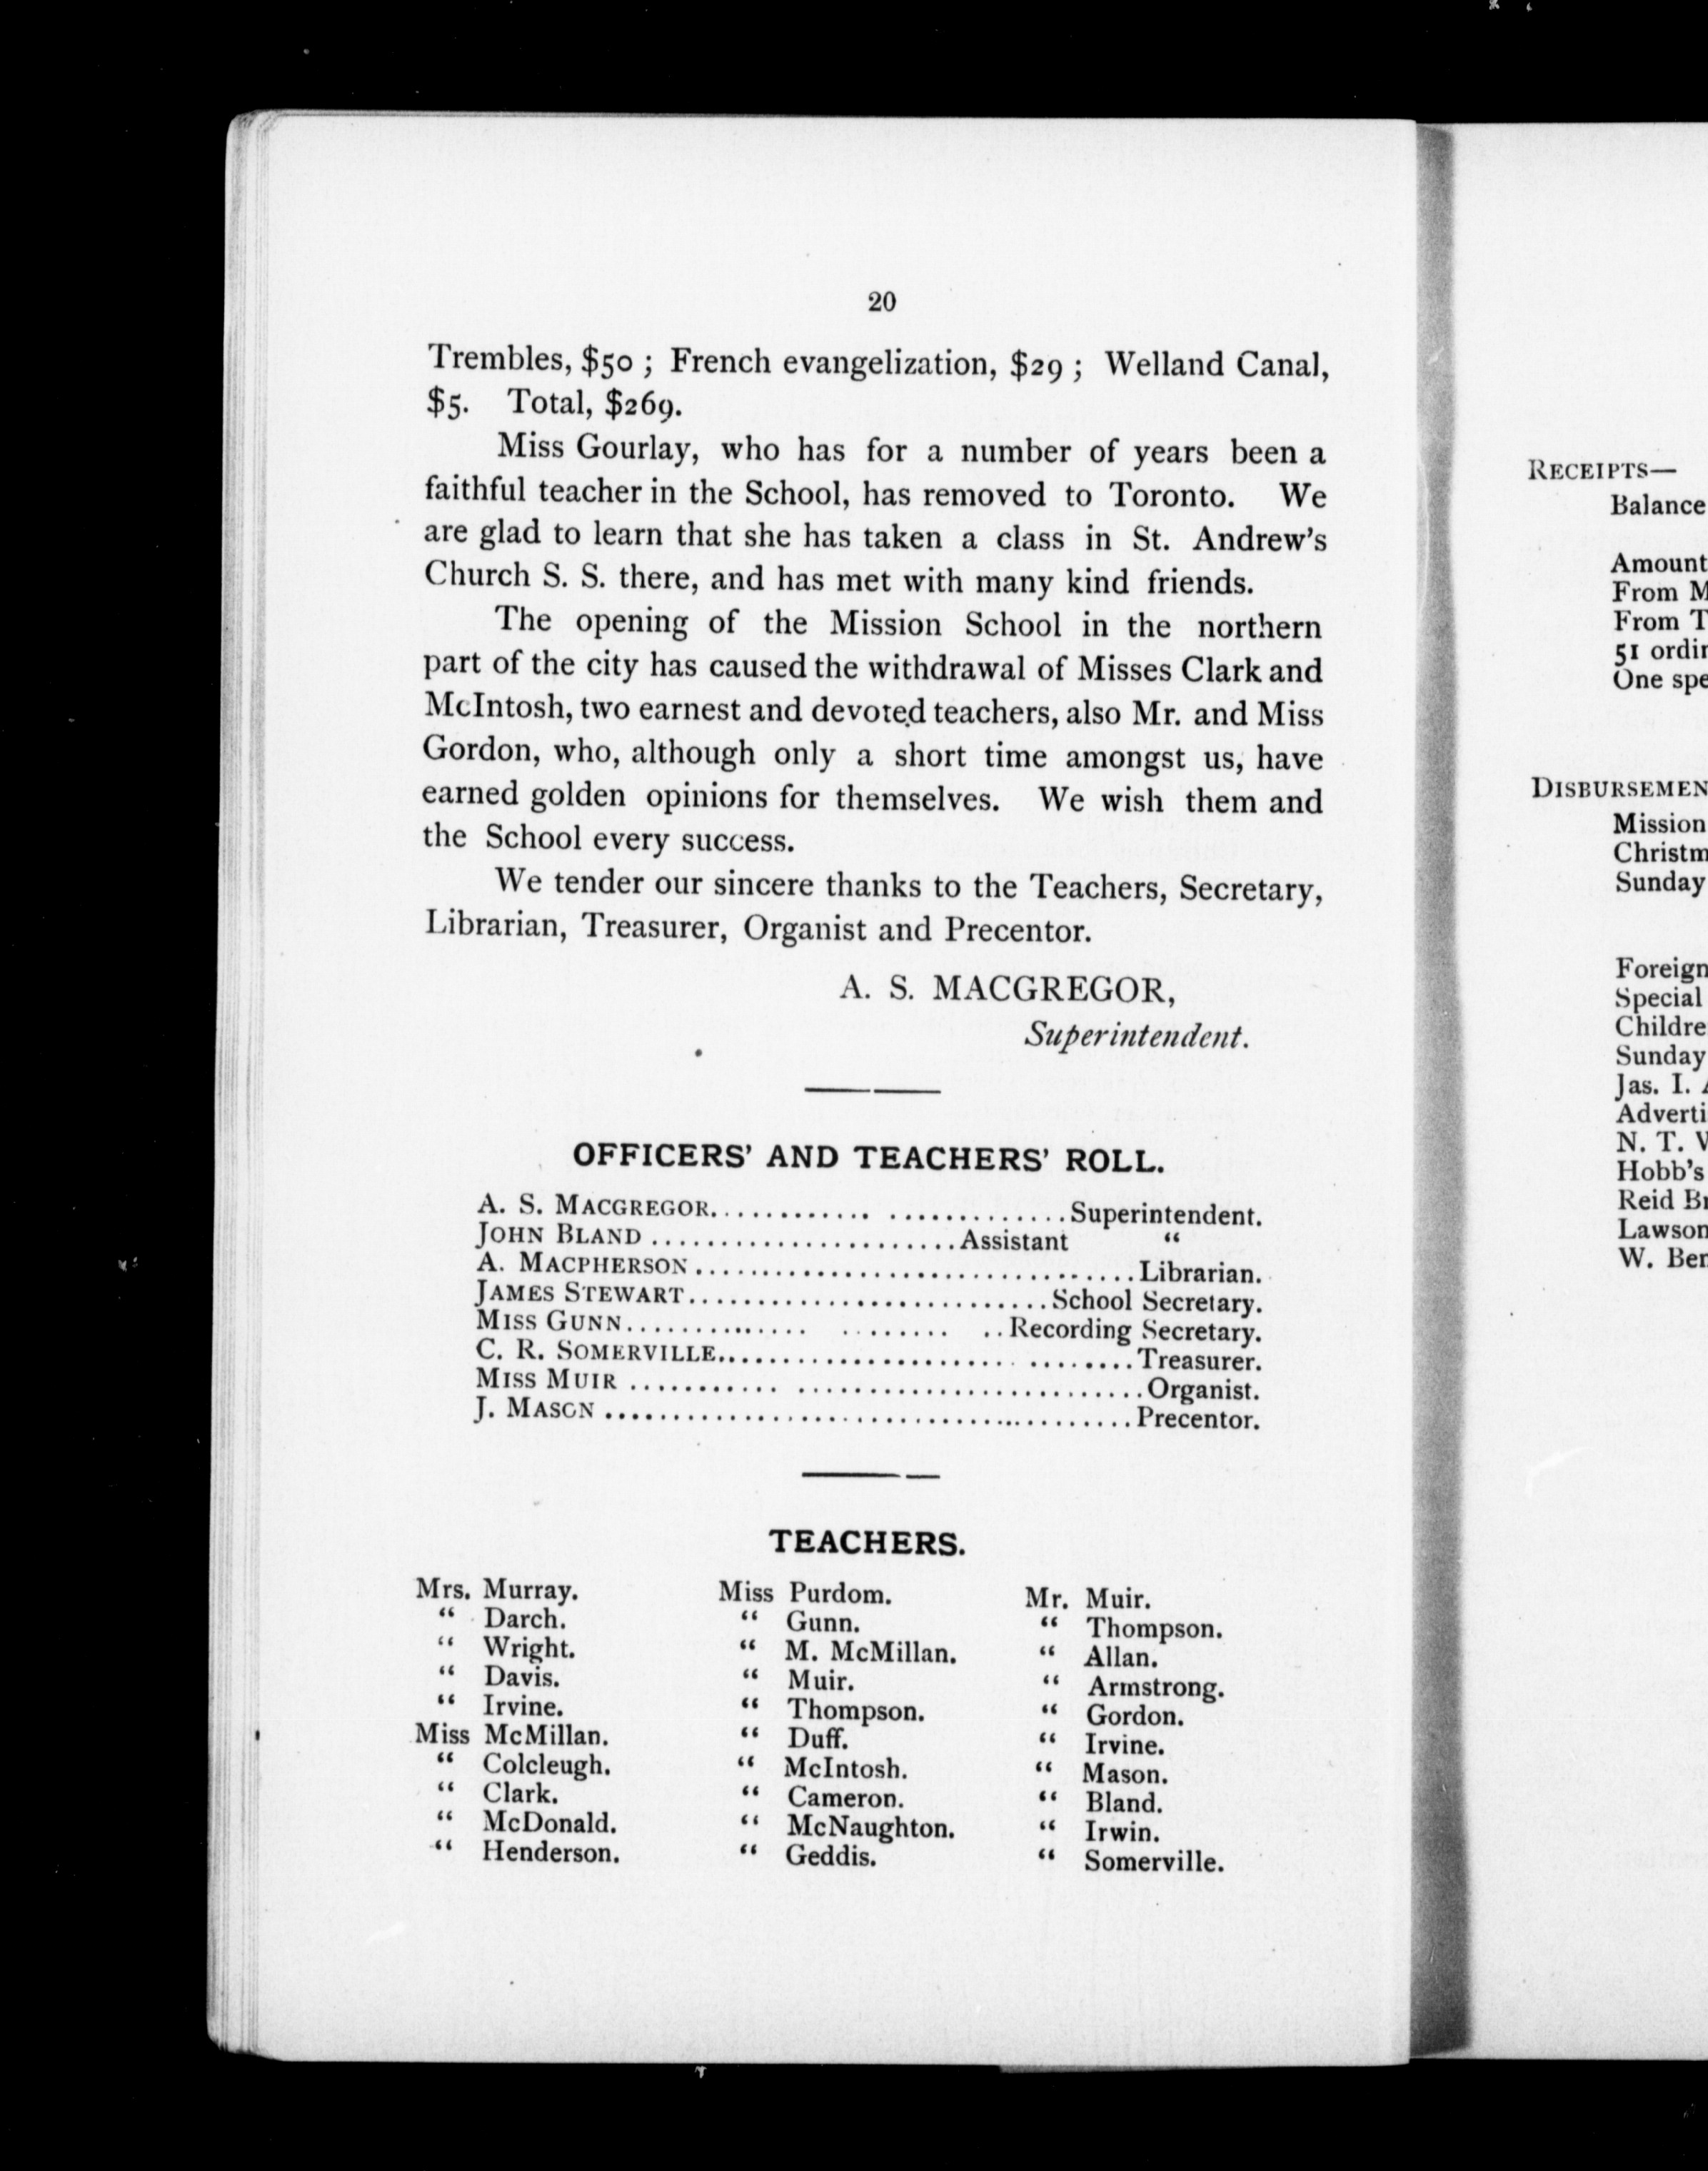 20
Trembles, $50 ; French evangelization, $29 ; Welland Canal,
$5. Total, $269.
Miss Gourlay, who has for a number of years been a
faithful teacher in the School, has removed to Toronto. We
are glad to learn that she has taken a class in St. Andrew's
Church S. S. there, and has met with many kind friends.
The opening of the Mission School in the northern
part of the city has caused the withdrawal of Misses Clark and
McIntosh, two earnest and devoted teachers, also Mr. and Miss
Gordon, who, although only a short time amongst us, have
earned golden opinions for themselves. We wish them and
the School every success.
We tender our sincere thanks to the Teachers, Secretary,
Librarian, Treasurer, Organist and Precentor.
A. S. MACGREGOR,
Superintendent.
OFFICERS' AND TEACHERS' ROLL.
A. S. MACGREGOR.............Superintendent.
JOHN BLAND .......................Assistant “
A. MACPHERSON .................................Librarian.
JAMES STEWART...........................School Secretary.
MISS GUNN.............. ........ ..Recording Secretary.
C. R. SOMERVILLE...............................Treasurer.
MISS MUIR .....................................Organist.
J. MASON .......................................Precentor.
TEACHERS.
Mrs. Murray.
“ Darch.
“ Wright.
“ Davis.
“ Irvine.
Miss McMillan.
“ Colcleugh.
“ Clark.
“ McDonald.
“ Henderson.
Miss Purdom.
“ Gunn.
“ M. McMillan.
“ Muir.
“ Thompson.
“ Duff.
“ McIntosh.
“ Cameron.
“ McNaughton.
“ Geddis.
Mr. Muir.
“ Thompson.
“ Allan.
“ Armstrong.
“ Gordon.
“ Irvine.
“ Mason.
“ Bland.
“ Irwin.
“ Somerville.
RECEIPTS—
Balance
Amount
From M
From T
51 ordin
One spe
DISBURSEMEN
Mission
Christm
Sunday
Foreign
Special
Childre
Sunday
Jas. I.
Adverti
N. T.
Hobb's
Reid Br
Lawson
W. Ber